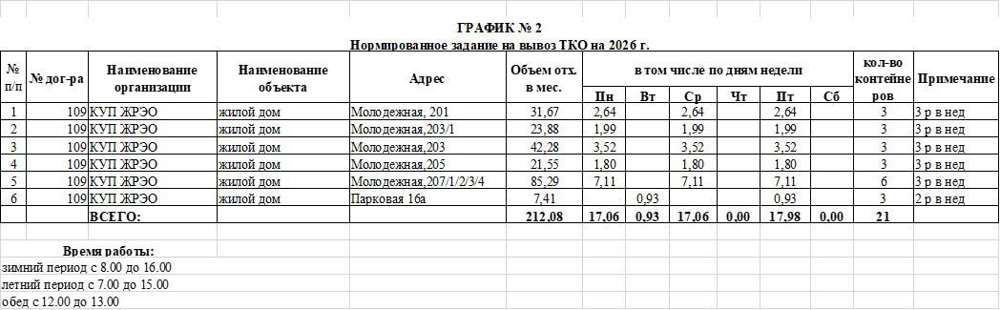 ГРАФИК № 2
Нормированное задание на вывоз ТКО на 2026 г.
№ п/п № дог-ра Наименование организации Наименование объекта Адрес Объем отх. в мес. в том числе по дням недели кол-во контейне ров Примечание
Пн Вт Ср Чт Пт Сб
1 109 КУП ЖРЭО жилой дом Молодежная, 201 31,67 2,64 2,64 2,64 3 3 р в нед
2 109 КУП ЖРЭО жилой дом Молодежная,203/1 23,88 1,99 1,99 1,99 3 3 р в нед
3 109 КУП ЖРЭО жилой дом Молодежная,203 42,28 3,52 3,52 3,52 3 3 р в нед
4 109 КУП ЖРЭО жилой дом Молодежная,205 21,55 1,80 1,80 1,80 3 3 р в нед
5 109 КУП ЖРЭО жилой дом Молодежная,207/1/2/3/4 85,29 7,11 7,11 7,11 6 3 р в нед
6 109 КУП ЖРЭО жилой дом Парковая 16а 7,41 0,93 0,93 3 2 р в нед
ВСЕГО: 212,08 17,06 0,93 17,06 0,00 17,98 0,00 21
Время работы:
зимний период с 8.00 до 16.00
летний период с 7.00 до 15.00
обед с 12.00 до 13.00